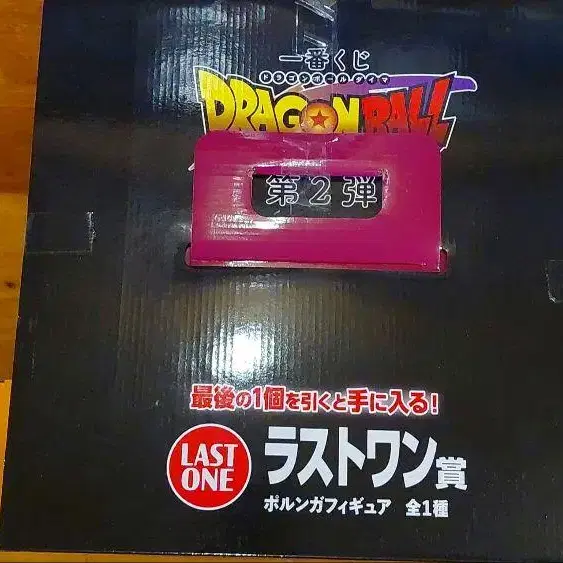 一番くじ
ドラゴンボールダイマ
DRAGON BALL
第2弾
最後の1個を引くと手に入る!
LAST
ONE
ラストワン賞
ポルンガフィギュア 全1種